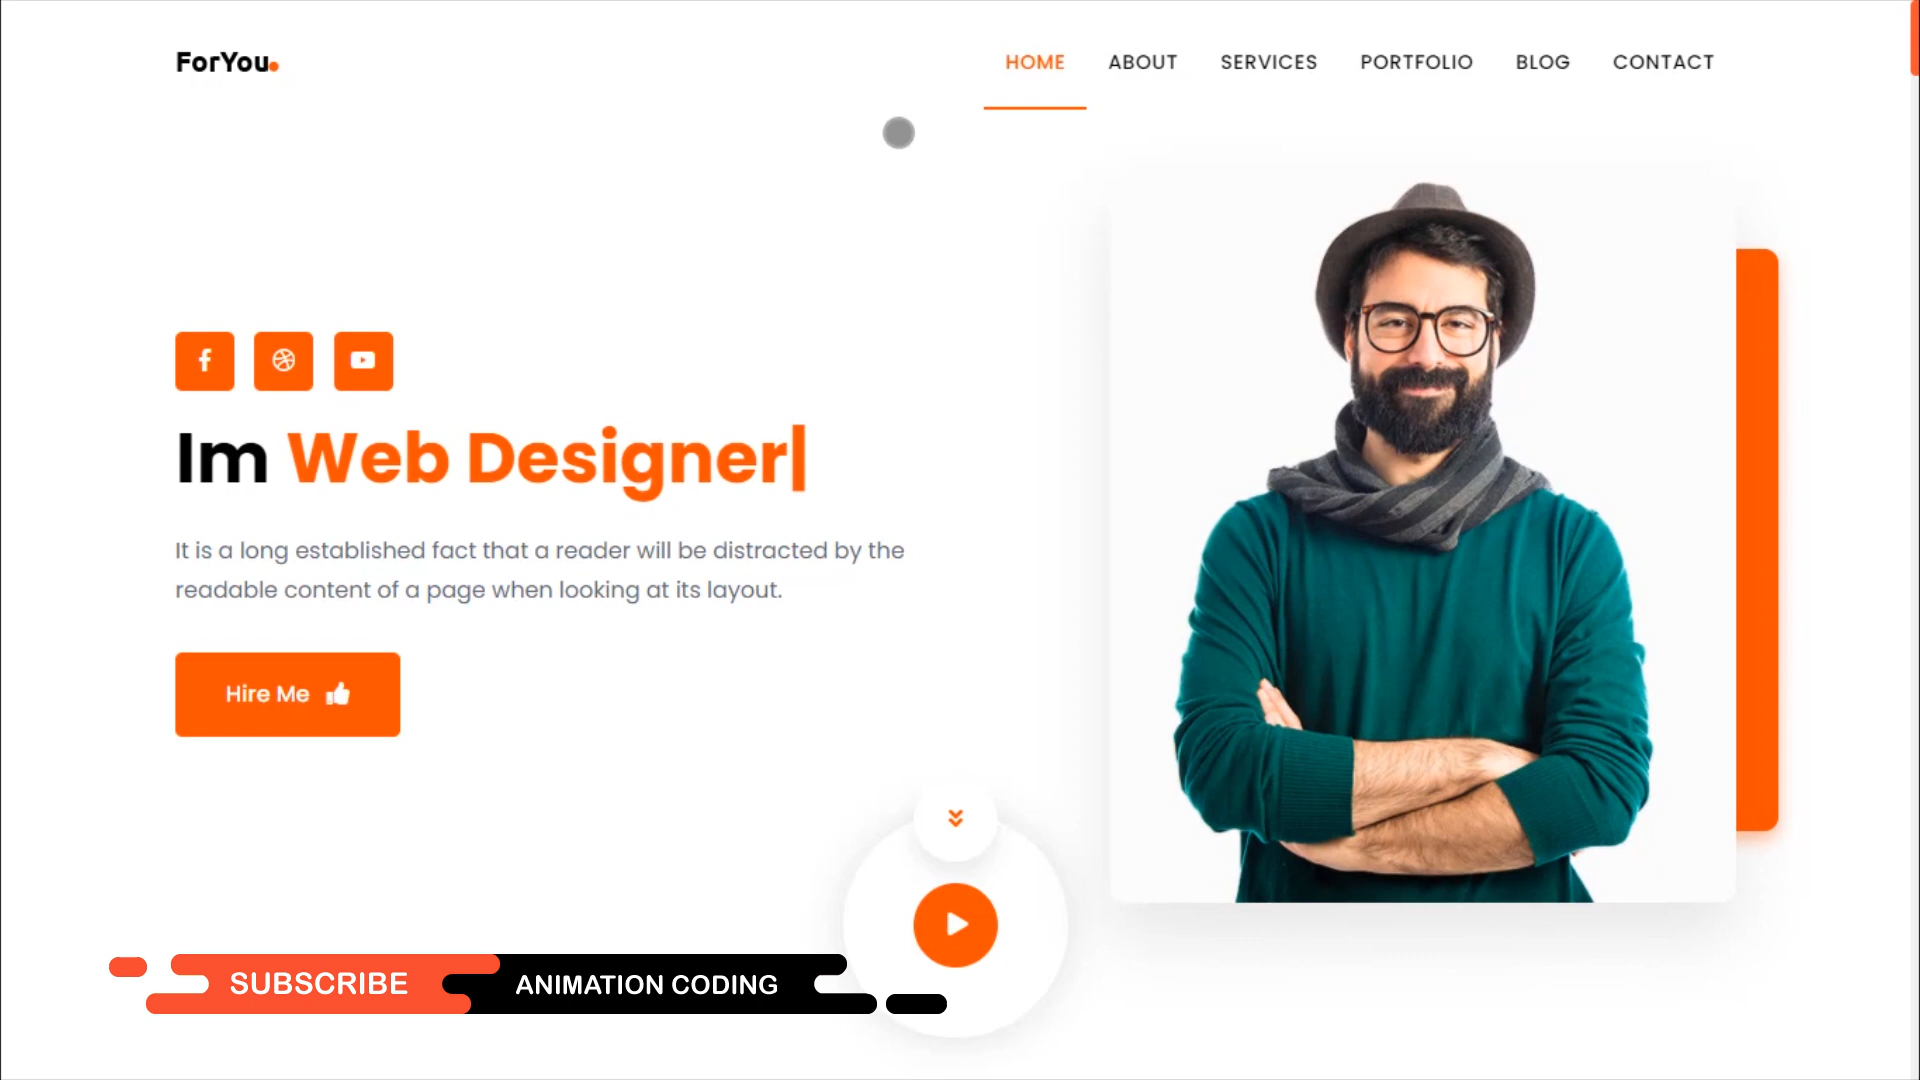 ForYou.
HOME ABOUT SERVICES PORTFOLIO BLOG CONTACT
Im Web Designer|
It is a long established fact that a reader will be distracted by the
readable content of a page when looking at its layout.
Hire Me
SUBSCRIBE ANIMATION CODING